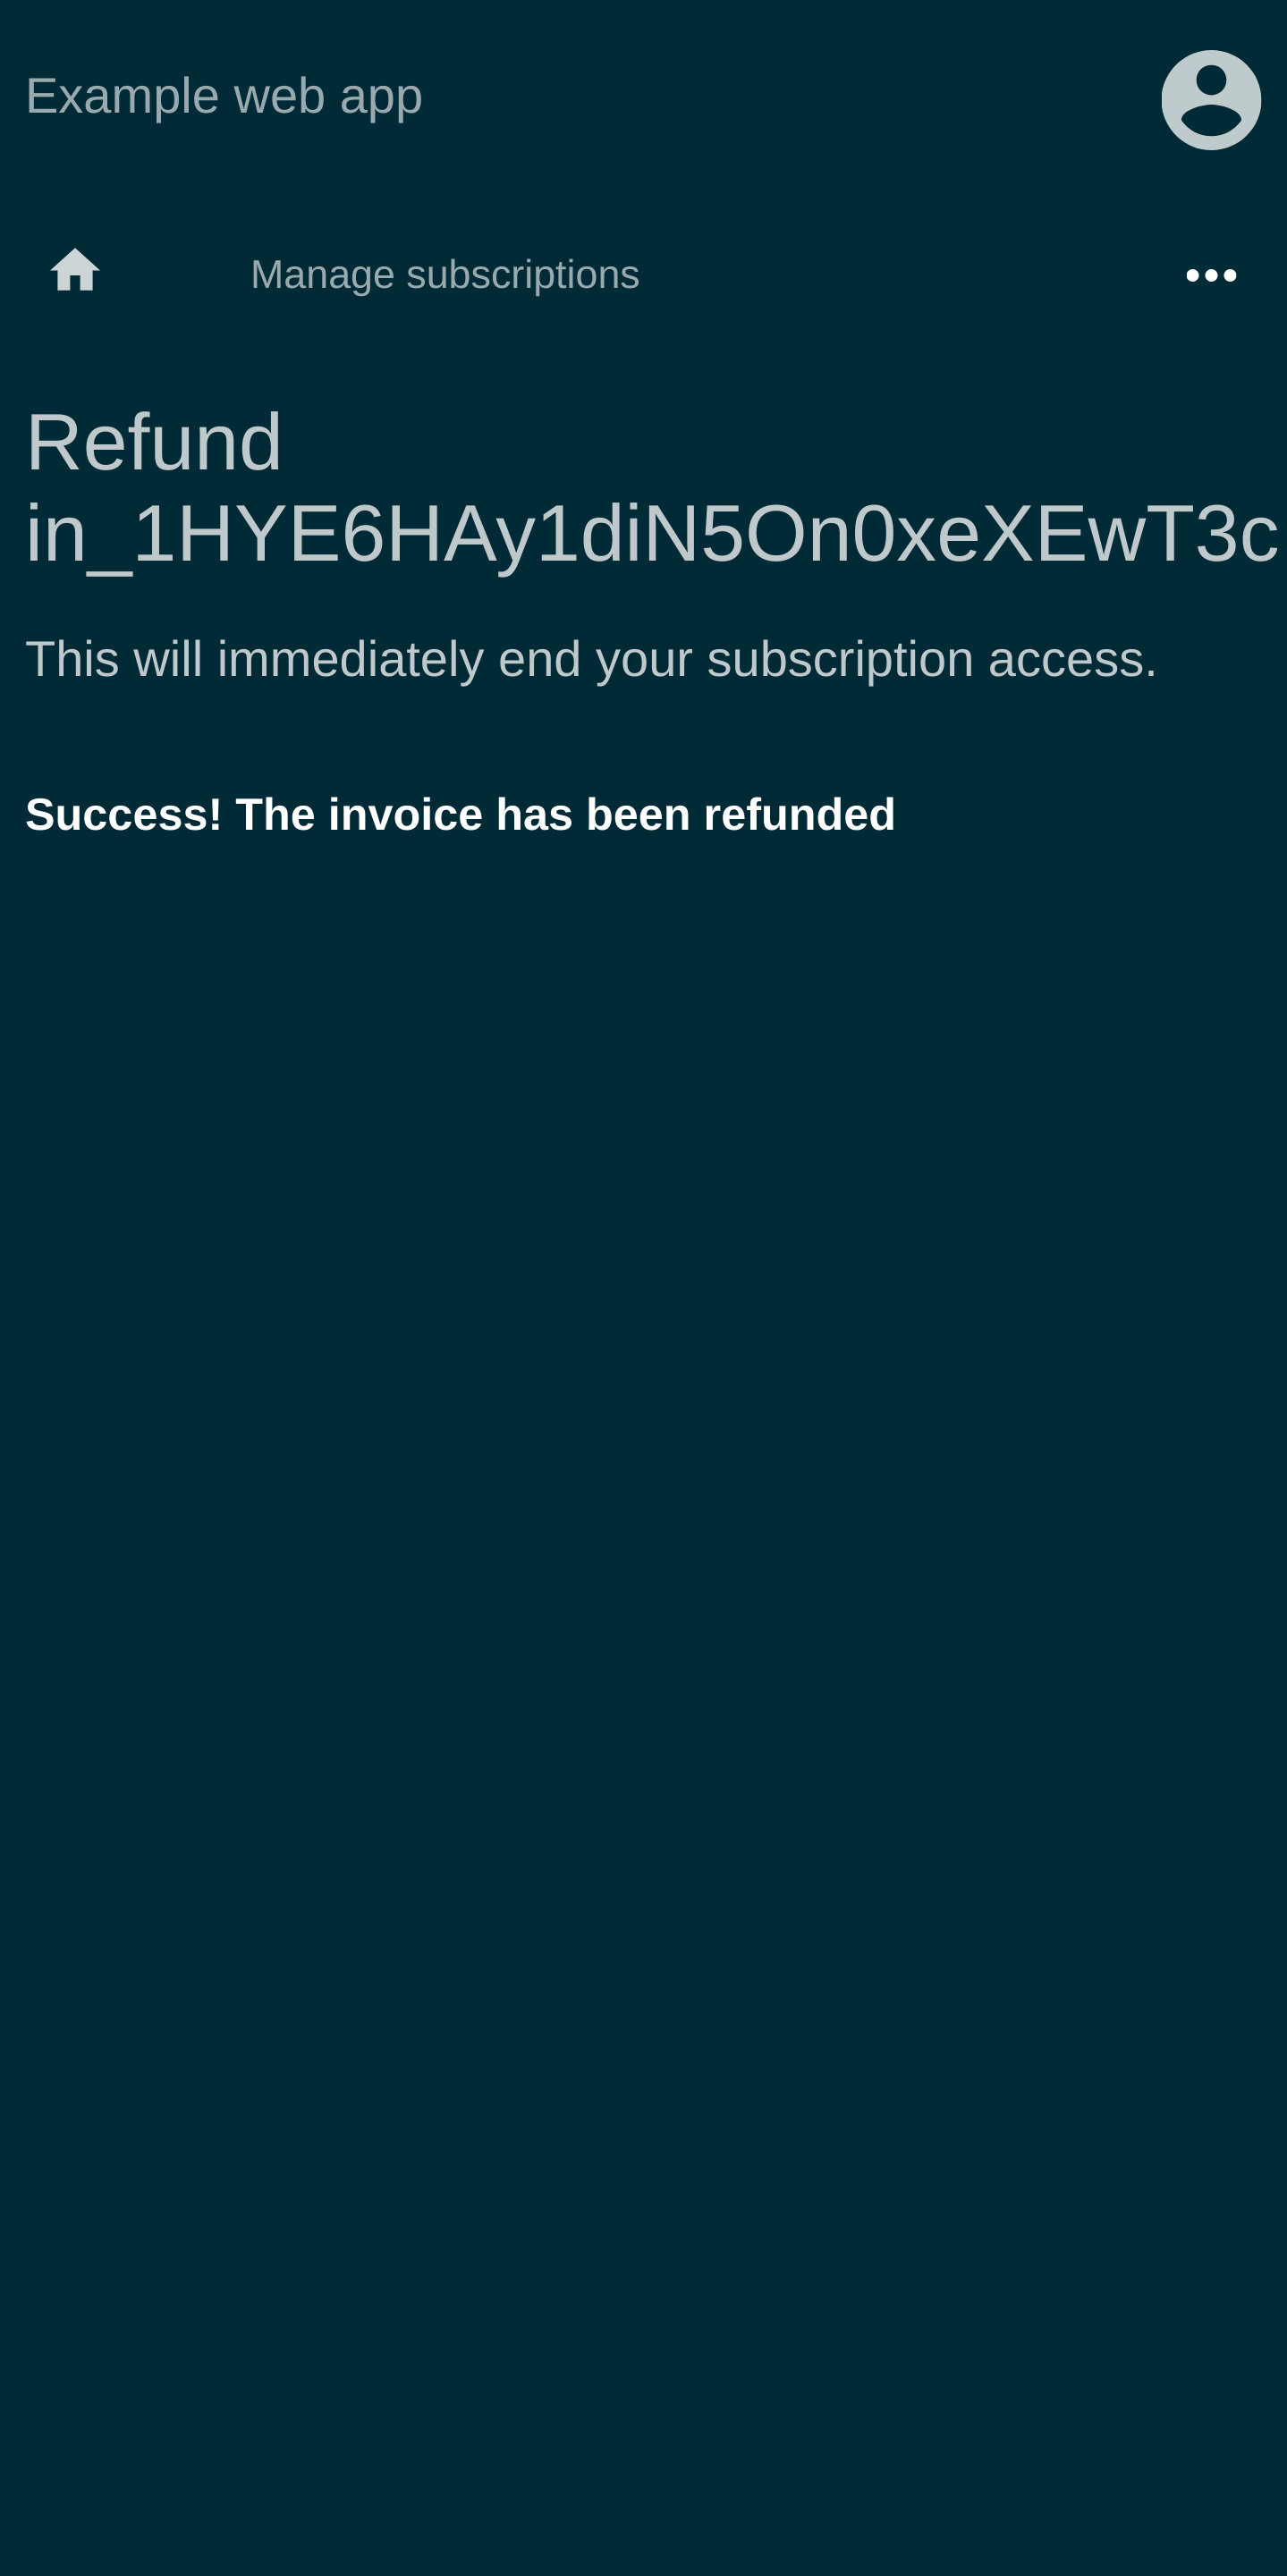 Example web app
Manage subscriptions
Refund
in_1HYE6HAy1diN5On0xeXEwT3c
This will immediately end your subscription access.
Success! The invoice has been refunded